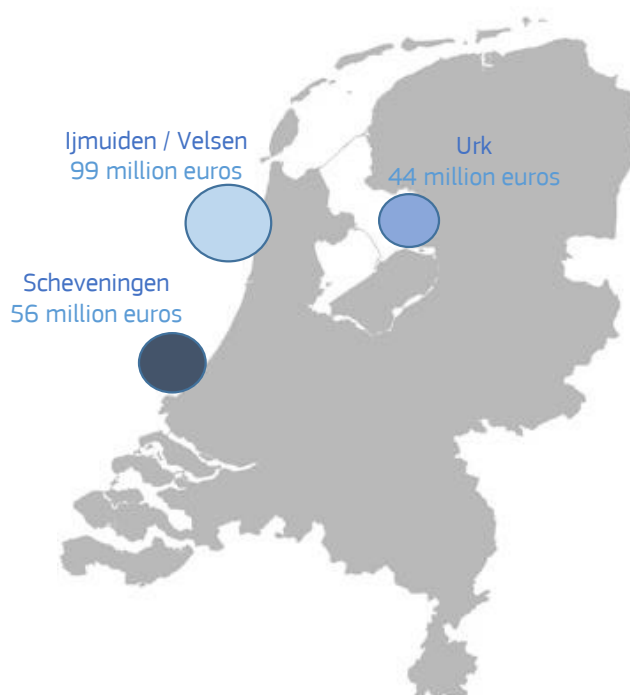 Ijmuiden / Velsen
99 million euros
Urk
44 million euros
Scheveningen
56 million euros